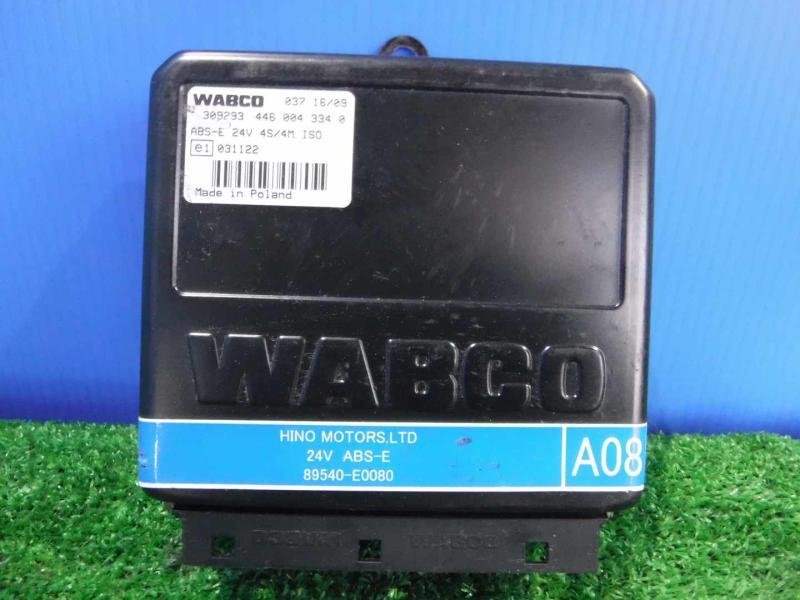 WABCO 037 16/09
309293 446 004 334 0
ABS-E 24V 4S/4M ISO
e1 031122
Made in Poland
WABCO
HINO MOTORS,LTD
24V ABS-E
89540-E0080
A08
WABCO